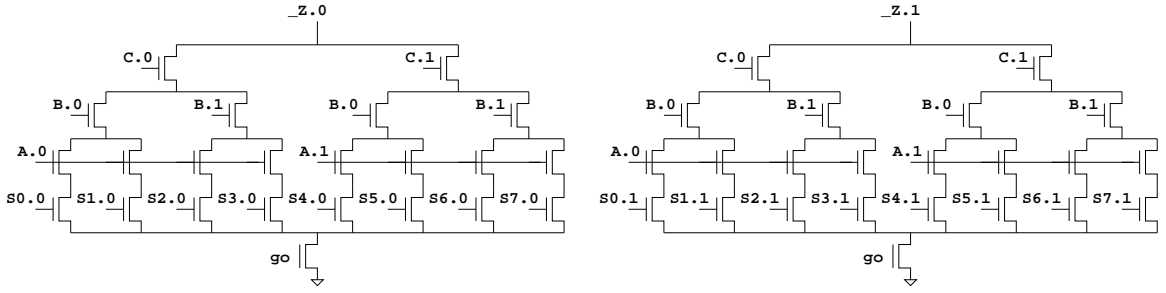 _Z.0 _Z.1
C.0 C.1 C.0 C.1
B.0 B.1 B.0 B.1 B.0 B.1 B.0 B.1
A.0 A.1 A.0 A.1
S0.0 S1.0 S2.0 S3.0 S4.0 S5.0 S6.0 S7.0 S0.1 S1.1 S2.1 S3.1 S4.1 S5.1 S6.1 S7.1
go go